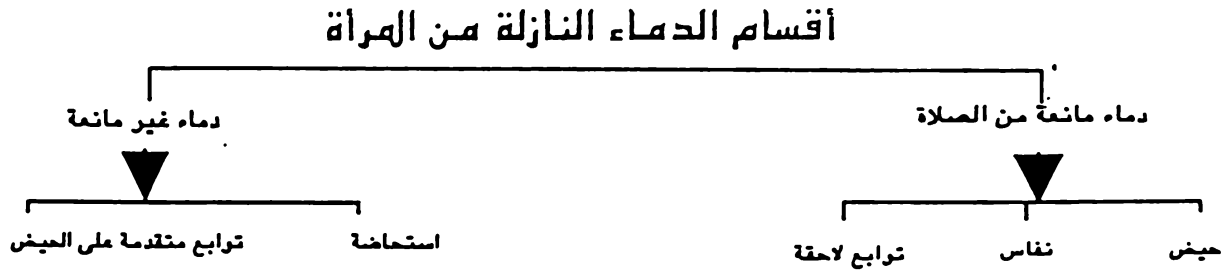 أقسام الدماء النازلة من المرأة
دماء مانعة من الصلاة
دماء غير مانعة
حيض
نفاس
توابع لاحقة
استحاضة
توابع متقدمة على الحيض